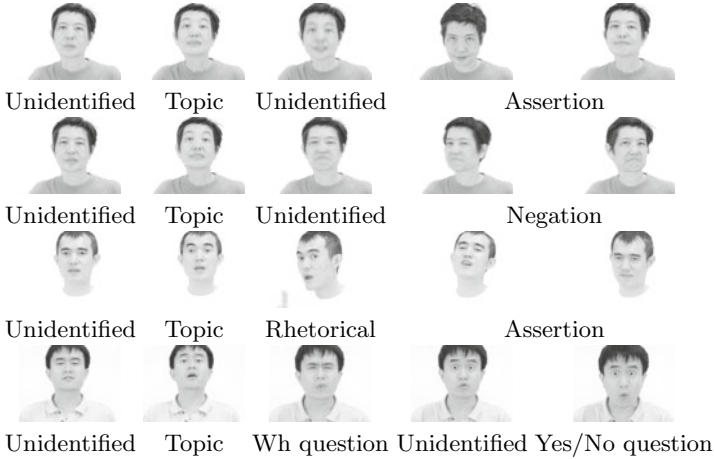 Unidentified Topic Unidentified Assertion
Unidentified Topic Unidentified Negation
Unidentified Topic Rhetorical Assertion
Unidentified Topic Wh question Unidentified Yes/No question